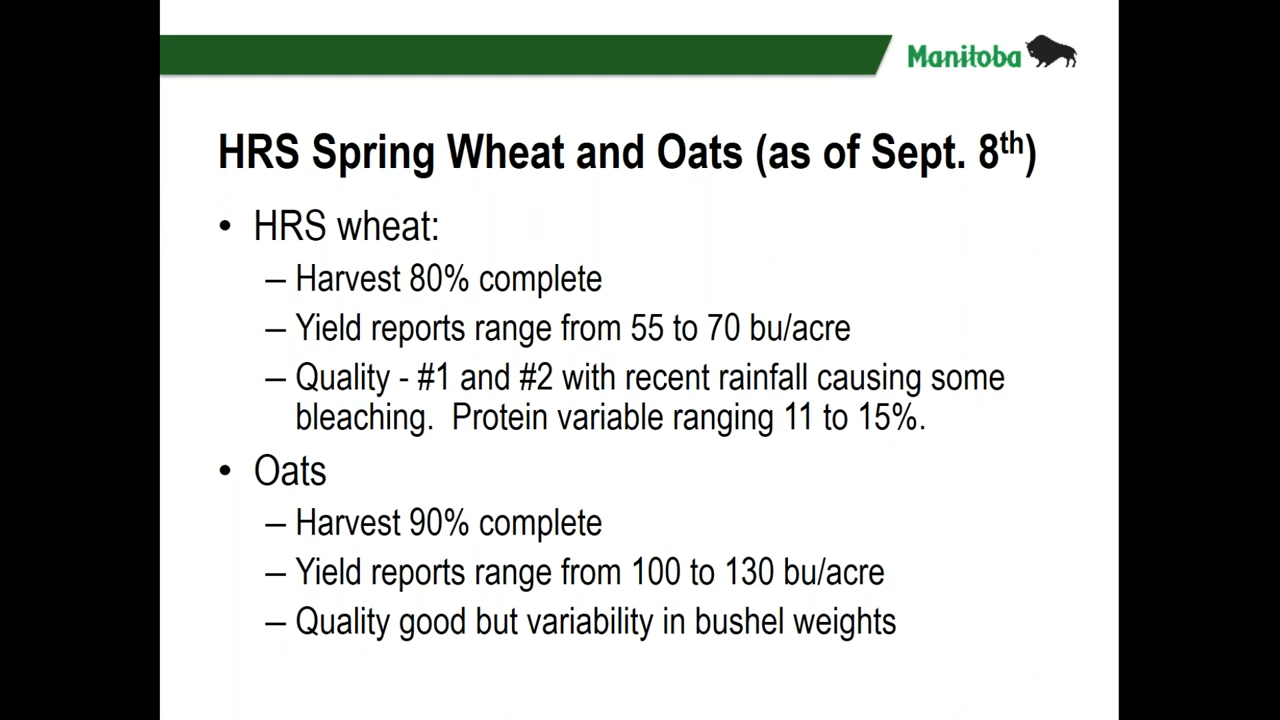 Manitoba
HRS Spring Wheat and Oats (as of Sept. 8th)
• HRS wheat:
– Harvest 80% complete
– Yield reports range from 55 to 70 bu/acre
– Quality - #1 and #2 with recent rainfall causing some
bleaching.  Protein variable ranging 11 to 15%.
• Oats
– Harvest 90% complete
– Yield reports range from 100 to 130 bu/acre
– Quality good but variability in bushel weights